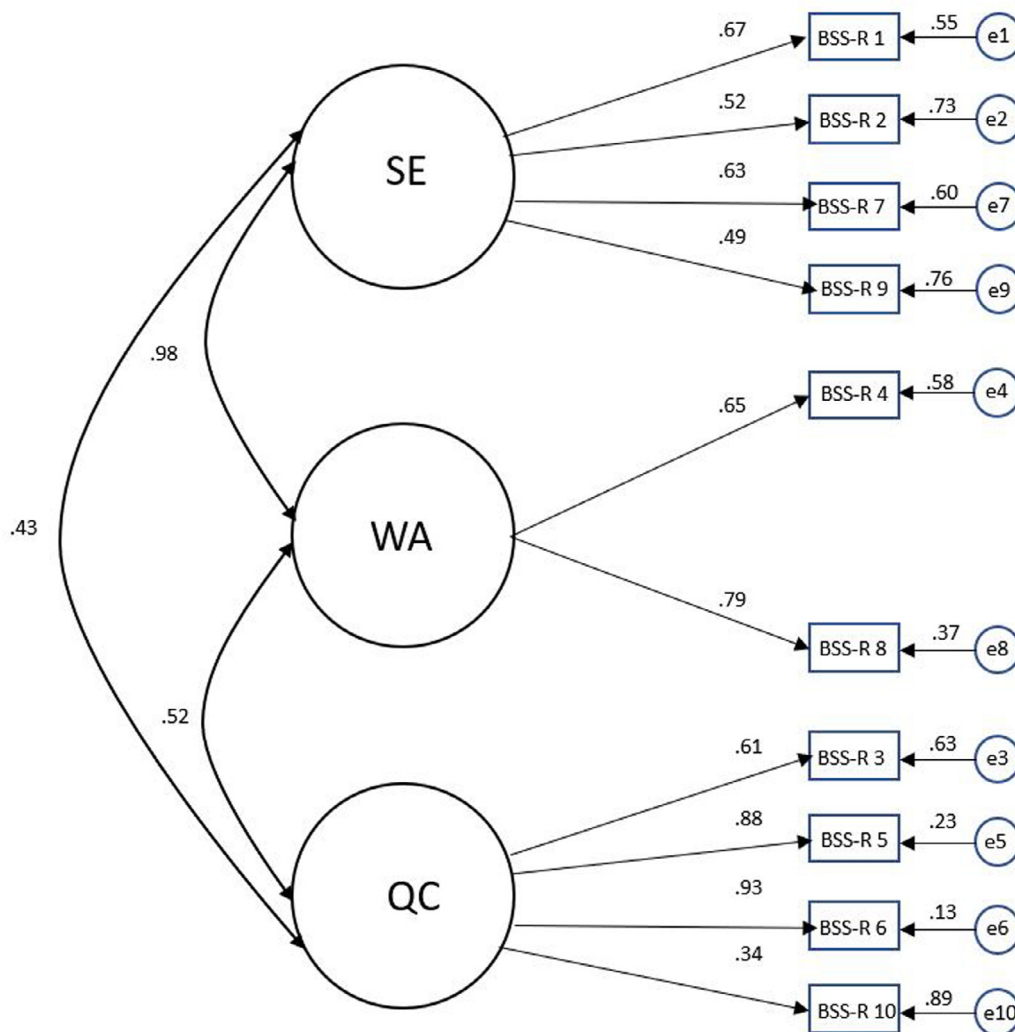 .67
BSS-R 1
.55
e1
.52
BSS-R 2
.73
e2
SE
.63
BSS-R 7
.60
e7
.49
BSS-R 9
.76
e9
.98
.65
BSS-R 4
.58
e4
.43
WA
.79
BSS-R 8
.37
e8
.52
.61
BSS-R 3
.63
e3
.88
BSS-R 5
.23
e5
QC
.93
BSS-R 6
.13
e6
.34
BSS-R 10
.89
e10